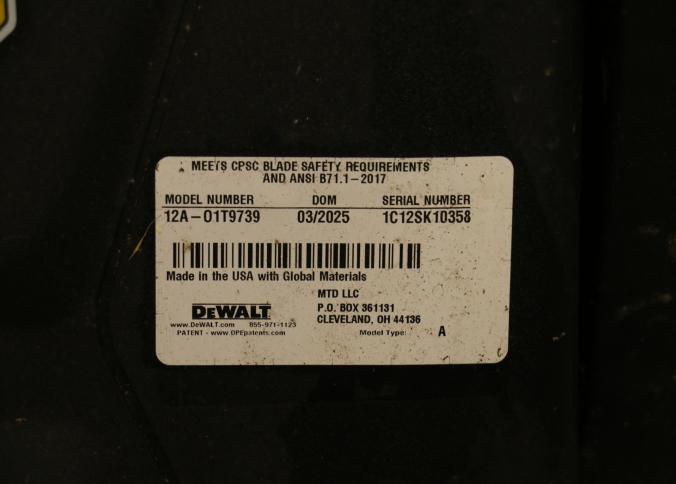 MEETS CPSC BLADE SAFETY REQUIREMENTS
AND ANSI B71.1-2017
MODEL NUMBER DOM SERIAL NUMBER
12A-01T9739 03/2025 1C12SK10358
Made in the USA with Global Materials
MTD LLC
P.O. BOX 361131
CLEVELAND, OH 44136
DEWALT
www.DeWALT.com 855-971-1123
PATENT - www.OPEpatents.com
Model Type: A